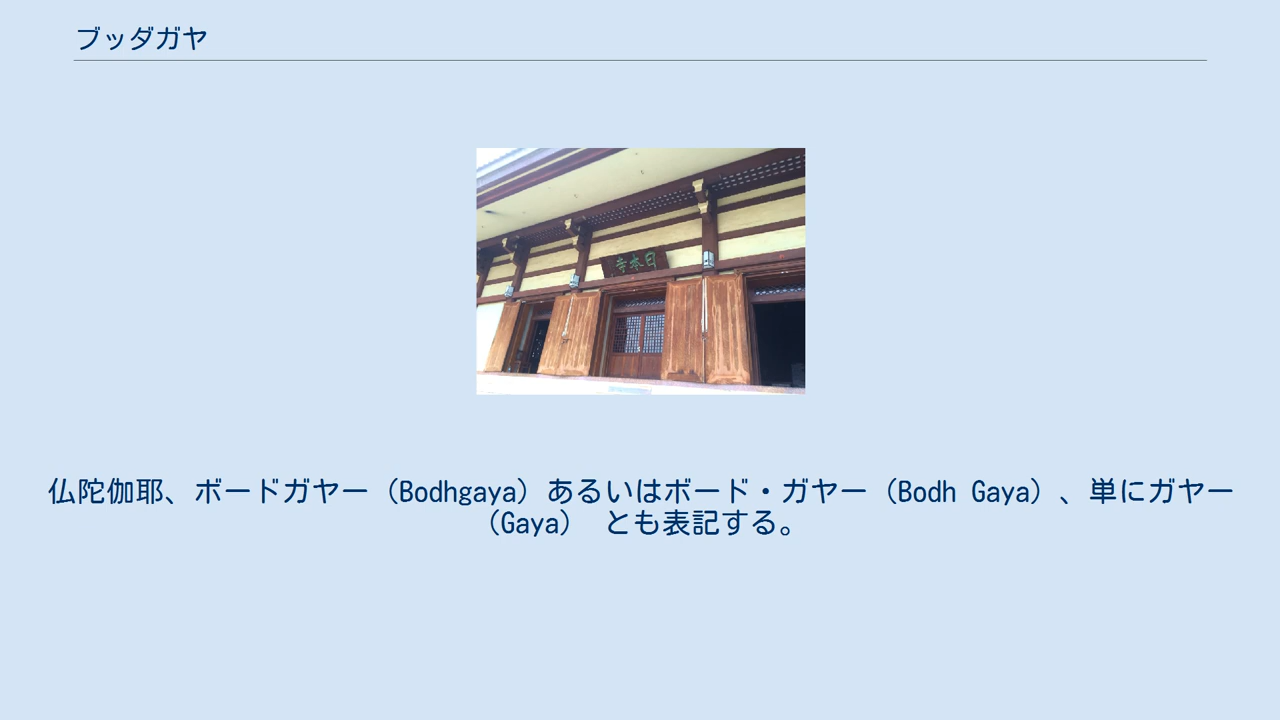 ブッダガヤ
寺本日
仏陀伽耶、ボードガヤー（Bodhgaya）あるいはボード・ガヤー（Bodh Gaya）、単にガヤー
（Gaya） とも表記する。